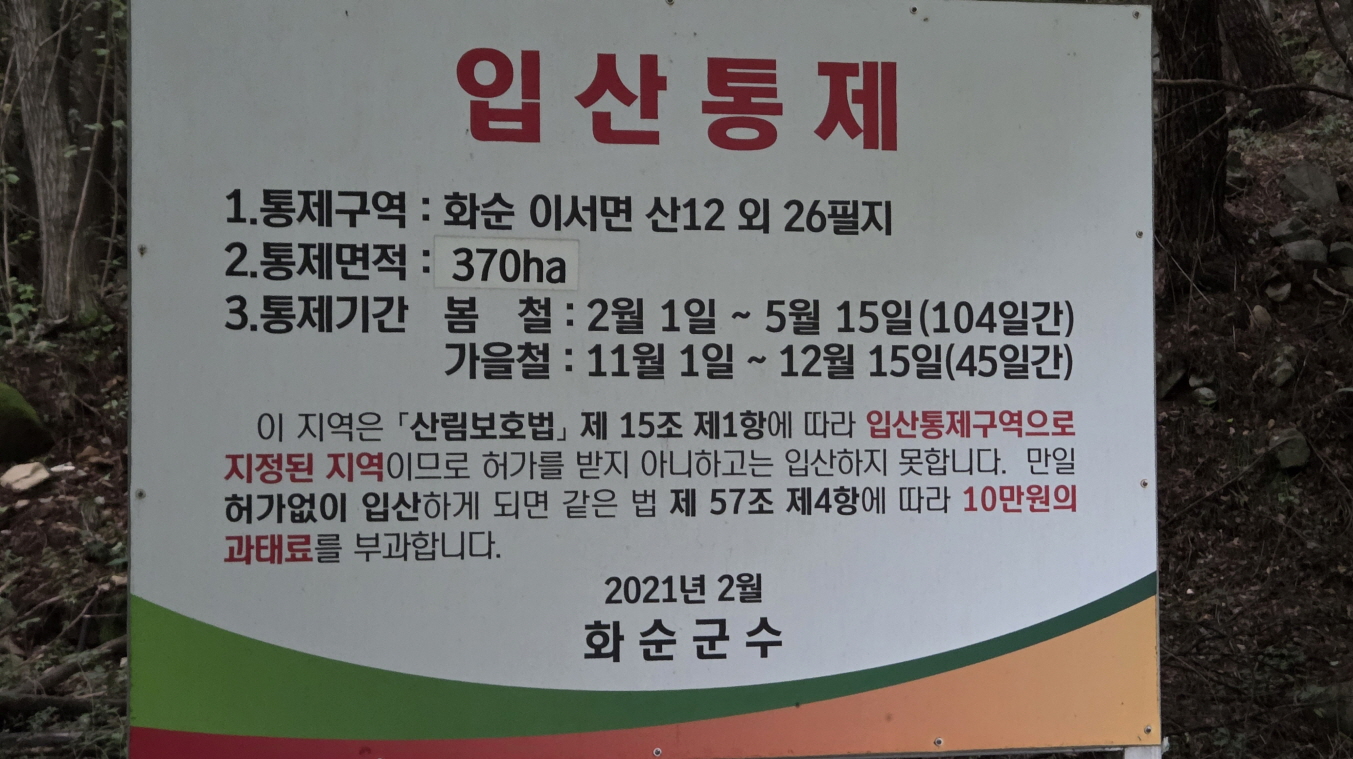 입산통제
1.통제구역 : 화순 이서면 산12 외 26필지
2.통제면적 : 370ha
3.통제기간 봄 철 : 2월 1일 ~ 5월 15일(104일간)
가을철 : 11월 1일 ~ 12월 15일(45일간)
이 지역은 「산림보호법」 제 15조 제1항에 따라 입산통제구역으로
지정된 지역이므로 허가를 받지 아니하고는 입산하지 못합니다. 만일
허가없이 입산하게 되면 같은 법 제 57조 제4항에 따라 10만원의
과태료를 부과합니다.
2021년 2월
화순군수